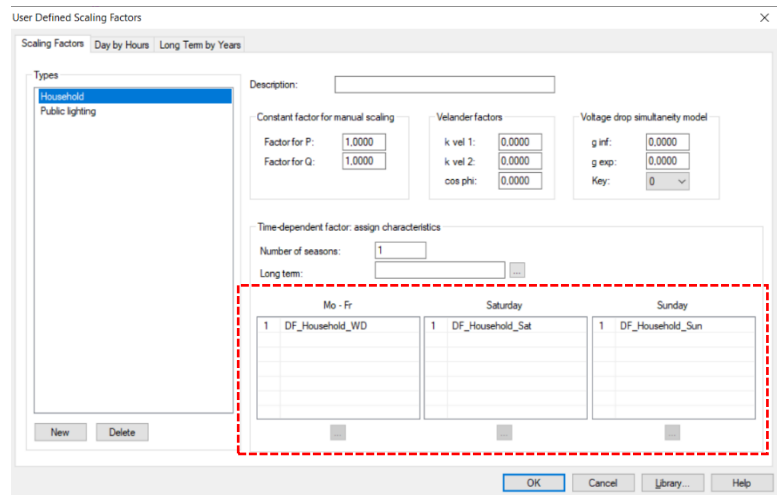 User Defined Scaling Factors
Scaling Factors Day by Hours Long Term by Years
Types
Household
Public lighting
New Delete
Description:
Constant factor for manual scaling
Factor for P: 1,0000
Factor for Q: 1,0000
Velander factors
k vel 1: 0,0000
k vel 2: 0,0000
cos phi: 0,0000
Voltage drop simultaneity model
g inf: 0,0000
g exp: 0,0000
Key: 0
Time-dependent factor: assign characteristics
Number of seasons: 1
Long term: ...
Mo - Fr Saturday Sunday
1 DF_Household_WD 1 DF_Household_Sat 1 DF_Household_Sun
... ... ...
OK Cancel Library... Help